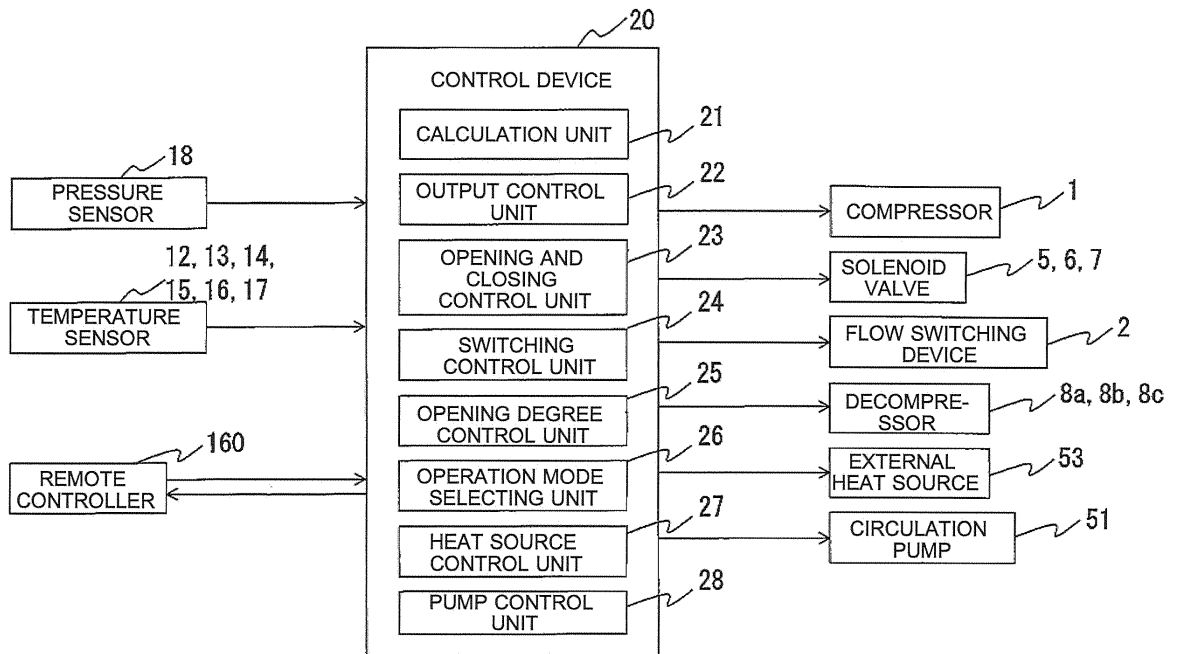 20
CONTROL DEVICE
CALCULATION UNIT
21
OUTPUT CONTROL
UNIT
22
OPENING AND
CLOSING
CONTROL UNIT
23
SWITCHING
CONTROL UNIT
24
OPENING DEGREE
CONTROL UNIT
25
OPERATION MODE
SELECTING UNIT
26
HEAT SOURCE
CONTROL UNIT
27
PUMP CONTROL
UNIT
28
18
PRESSURE
SENSOR
12, 13, 14,
15, 16, 17
TEMPERATURE
SENSOR
160
REMOTE
CONTROLLER
COMPRESSOR
1
SOLENOID
VALVE
5, 6, 7
FLOW SWITCHING
DEVICE
2
DECOMPRE-
SSOR
8a, 8b, 8c
EXTERNAL
HEAT SOURCE
53
CIRCULATION
PUMP
51